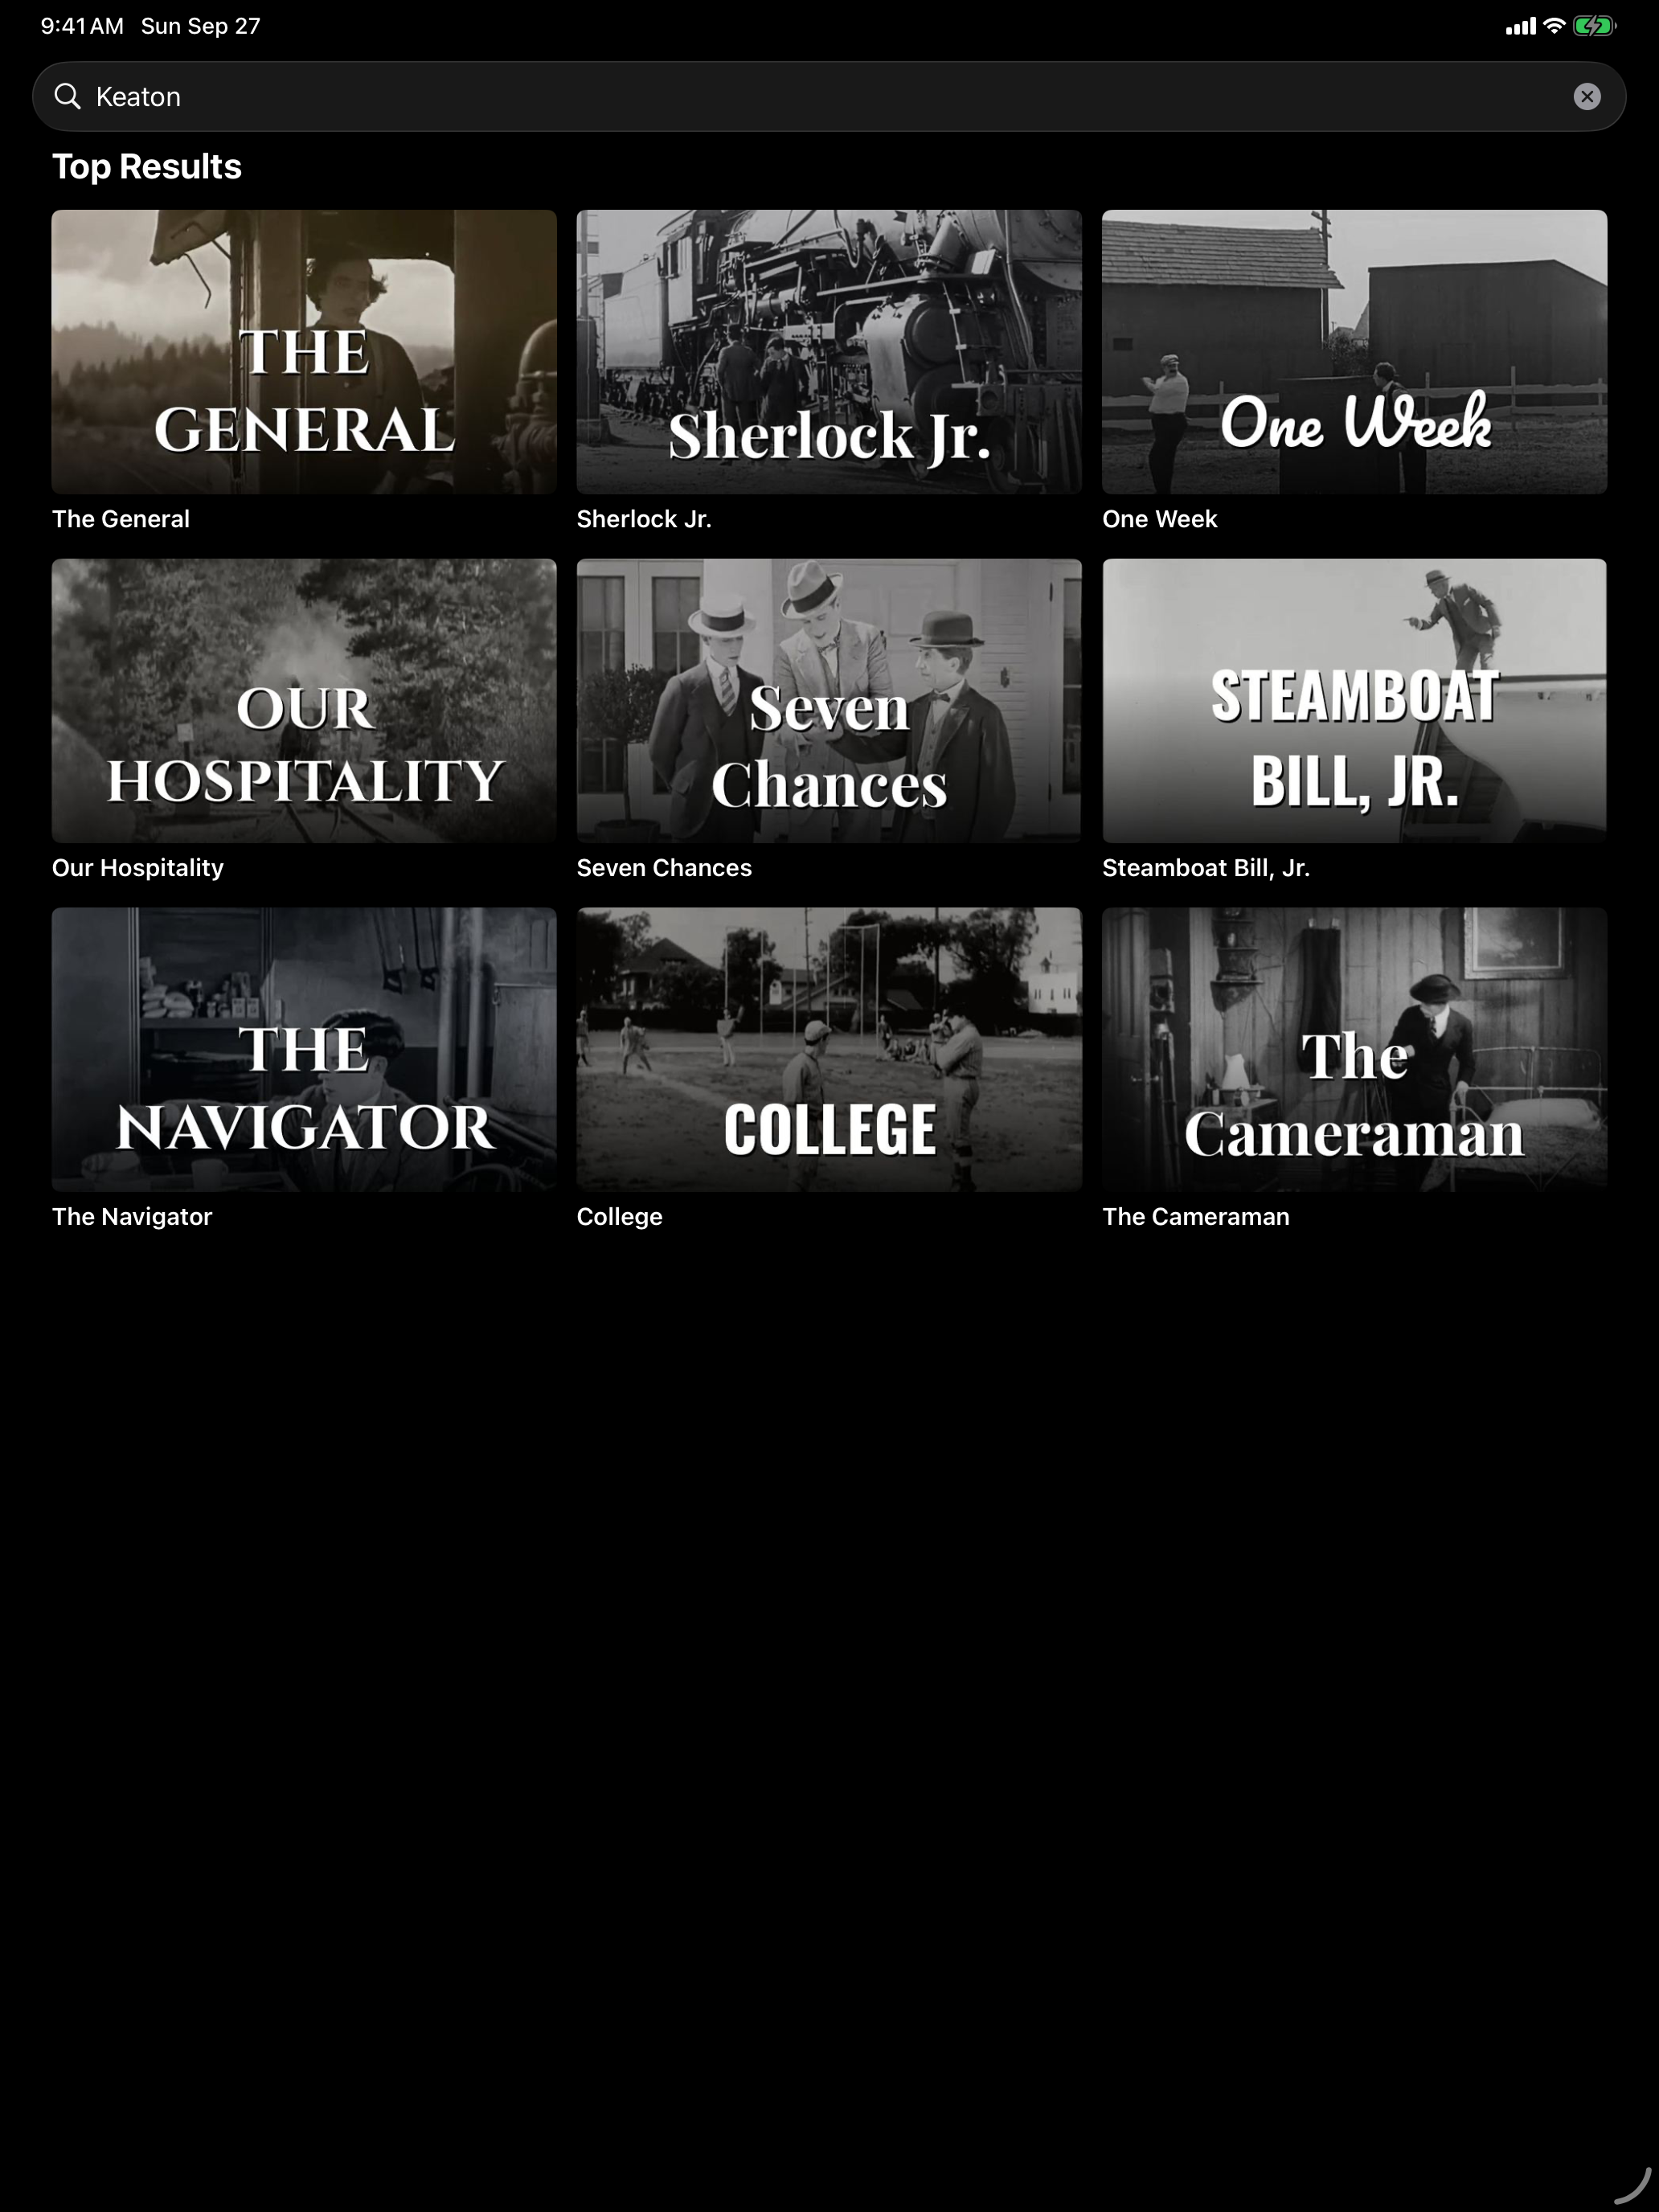 9:41 AM Sun Sep 27
Keaton
Top Results
THE
GENERAL
Sherlock Jr.
One Week
The General
Sherlock Jr.
One Week
OUR
HOSPITALITY
Seven
Chances
STEAMBOAT
BILL, JR.
Our Hospitality
Seven Chances
Steamboat Bill, Jr.
THE
NAVIGATOR
COLLEGE
The
Cameraman
The Navigator
College
The Cameraman